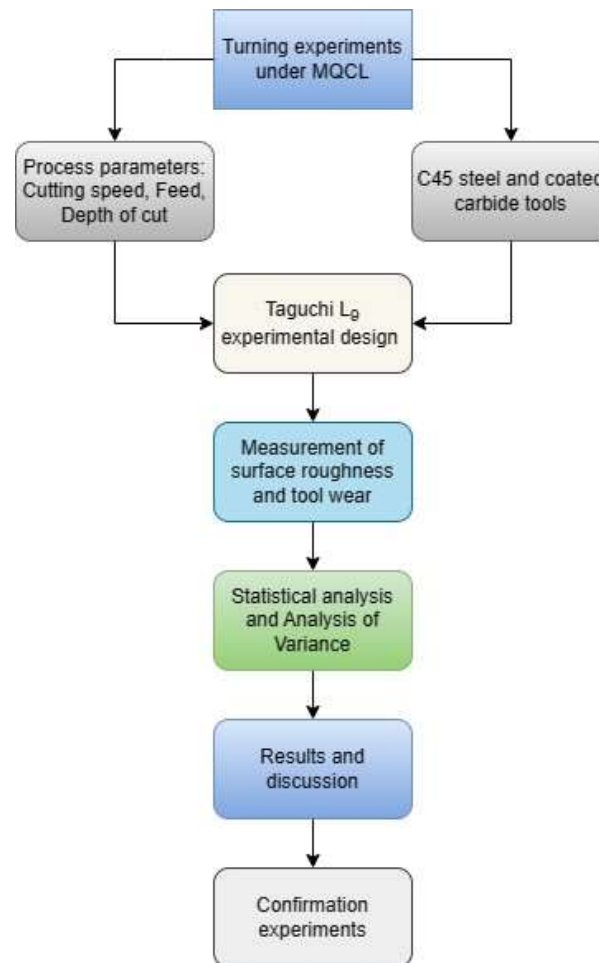 Turning experiments
under MQCL
Process parameters:
Cutting speed, Feed,
Depth of cut
C45 steel and coated
carbide tools
Taguchi L9
experimental design
Measurement of
surface roughness
and tool wear
Statistical analysis
and Analysis of
Variance
Results and
discussion
Confirmation
experiments